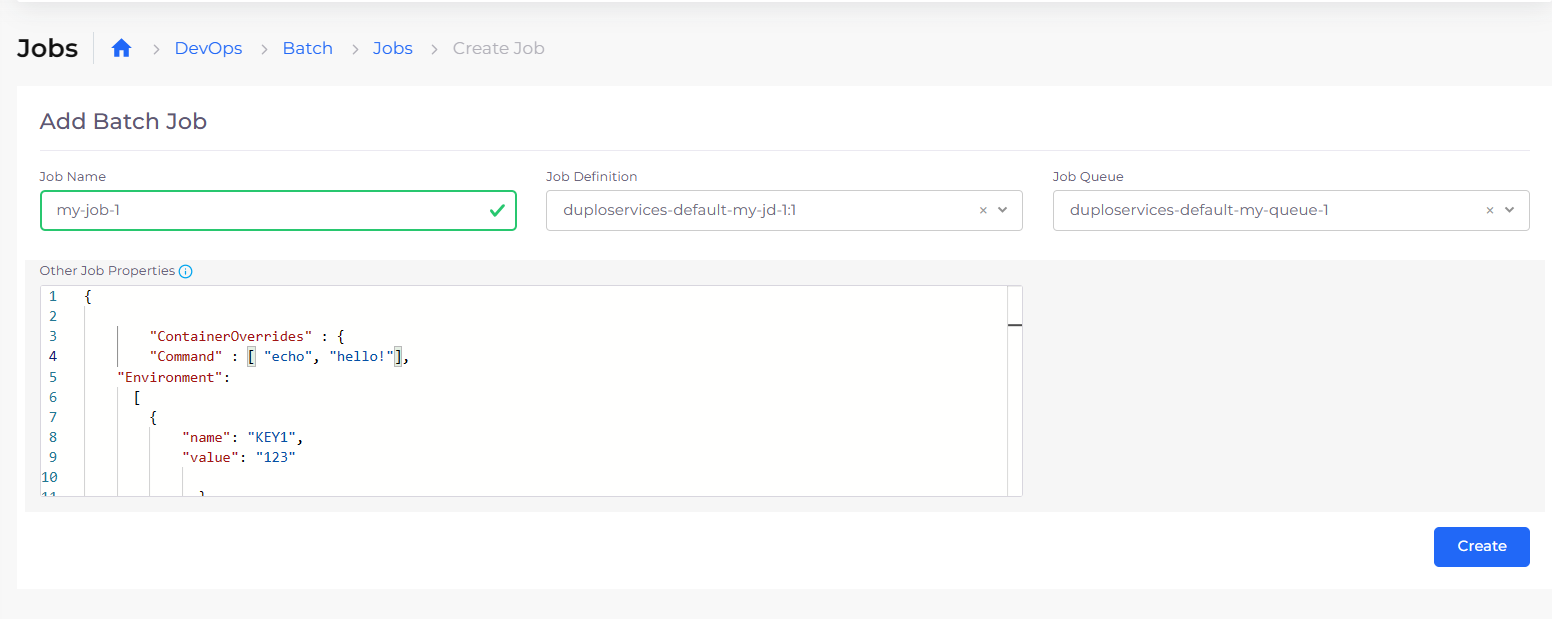 Jobs DevOps Batch Jobs Create Job
Add Batch Job
Job Name Job Definition Job Queue
my-job-1 duploservices-default-my-jd-1:1 duploservices-default-my-queue-1
Other Job Properties
1 {
2
3 "ContainerOverrides" : {
4 "Command" : [ "echo", "hello!"],
5 "Environment":
6 [
7 {
8 "name": "KEY1",
9 "value": "123"
10
11 }
Create